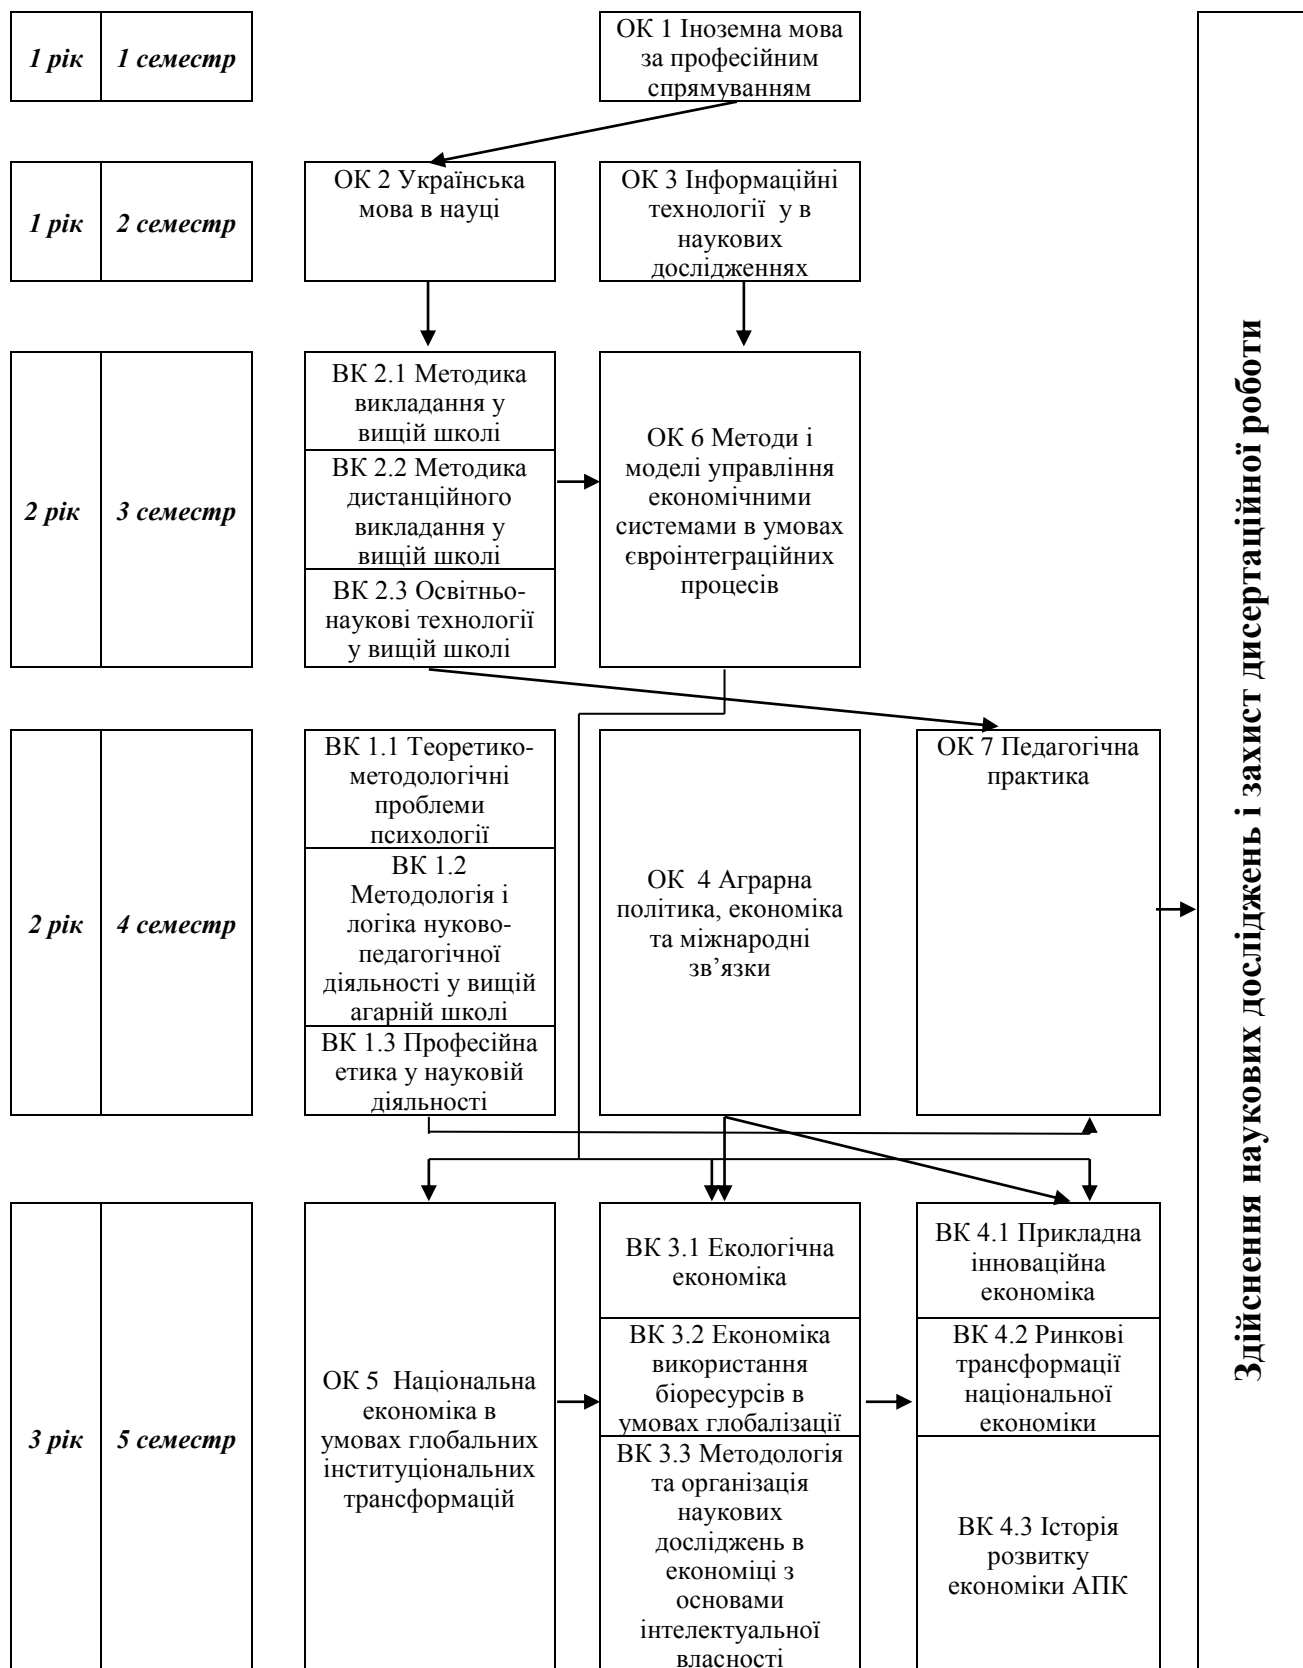 1 рік
1 семестр
ОК 1 Іноземна мова
за професійним
спрямуванням
1 рік
2 семестр
ОК 2 Українська
мова в науці
ОК 3 Інформаційні
технології у в
наукових
дослідженнях
2 рік
3 семестр
ВК 2.1 Методика
викладання у
вищій школі
ВК 2.2 Методика
дистанційного
викладання у
вищій школі
ВК 2.3 Освітньо-
наукові технології
у вищій школі
ОК 6 Методи і
моделі управління
економічними
системами в умовах
євроінтеграційних
процесів
2 рік
4 семестр
ВК 1.1 Теоретико-
методологічні
проблеми
психології
ВК 1.2
Методологія і
логіка нуково-
педагогічної
діяльності у вищій
агарній школі
ВК 1.3 Професійна
етика у науковій
діяльності
ОК 4 Аграрна
політика, економіка
та міжнародні
зв’язки
ОК 7 Педагогічна
практика
3 рік
5 семестр
ОК 5 Національна
економіка в
умовах глобальних
інституціональних
трансформацій
ВК 3.1 Екологічна
економіка
ВК 3.2 Економіка
використання
біоресурсів в
умовах глобалізації
ВК 3.3 Методологія
та організація
наукових
досліджень в
економіці з
основами
інтелектуальної
власності
ВК 4.1 Прикладна
інноваційна
економіка
ВК 4.2 Ринкові
трансформації
національної
економіки
ВК 4.3 Історія
розвитку
економіки АПК
Здійснення наукових досліджень і захист дисертаційної роботи